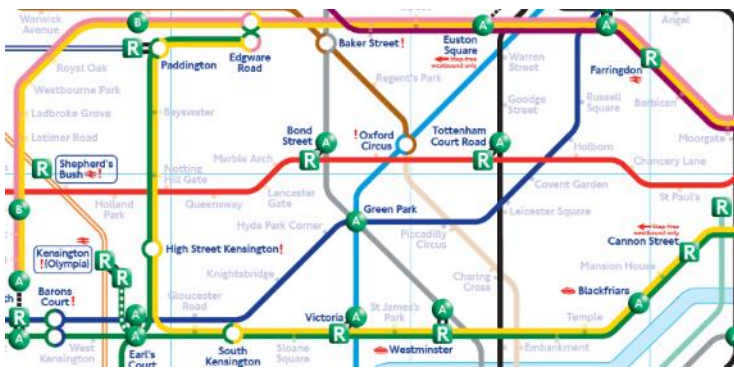 Warwick
Avenue
B
A
Euston
Square
Step-free
westbound only
A
Angel
R
Paddington
Edgware
Road
Baker Street!
Warren
Street
R
Farringdon
Royal Oak
Westbourne Park
Regent's Park
Ladbroke Grove
Bayswater
Goodge
Street
Russell
Square
Barbican
Latimer Road
Bond
Street
A
R
!Oxford
Circus
Tottenham
Court Road
A
R
Holborn
Moorgate
R
Shepherd's
Bush !
Marble Arch
Chancery Lane
Notting
Hill Gate
Holland
Park
Queensway
Lancaster
Gate
Covent Garden
St Paul's
B
Hyde Park Corner
Green Park
A
Piccadilly
Circus
Leicester Square
Step-free
westbound only
R
Kensington
!(Olympia)
R
R
High Street Kensington!
Cannon Street
R
Knightsbridge
Charing
Cross
Mansion House
A
Barons
Court!
Gloucester
Road
Blackfriars
A
th
R
A
Victoria
A
St James's
Park
A
Temple
A
A
R
R
R
West
Kensington
Earl's
Court
South
Kensington
Sloane
Square
Westminster
Embankment
A